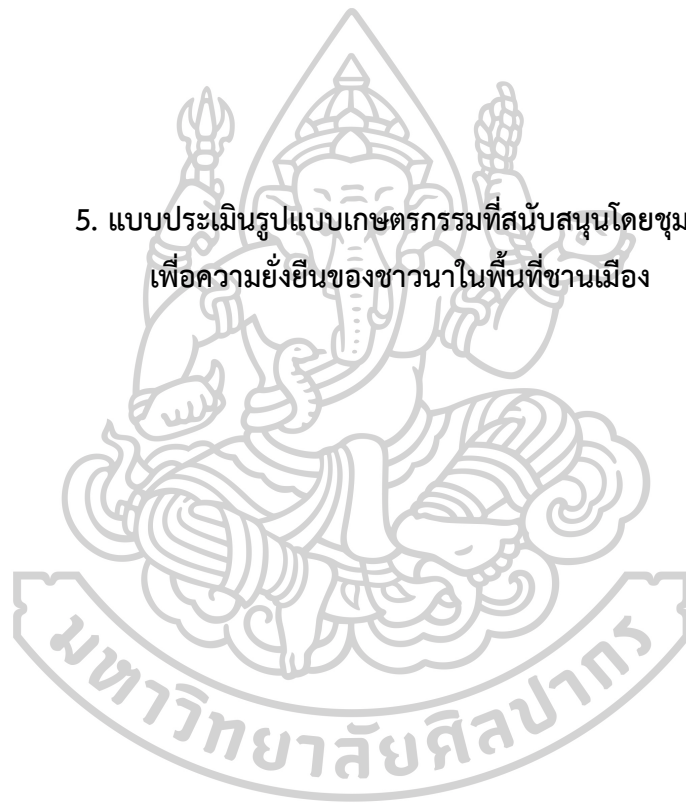 5. แบบประเมินรูปแบบเกษตรกรรมที่สนับสนุนโดยชุม
เพื่อความยั่งยืนของชาวนาในพื้นที่ชานเมือง
มหาวิทยาลัยศิลปากร